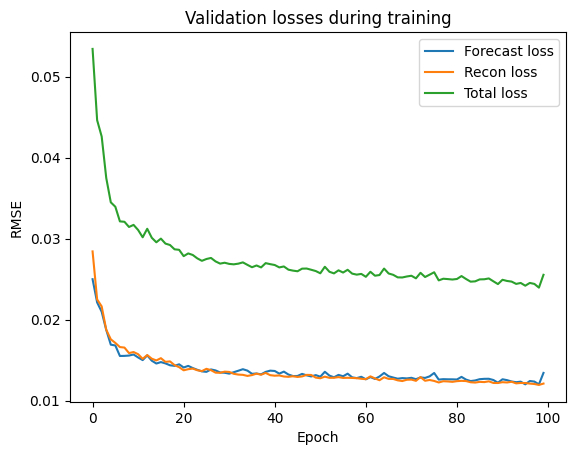 Validation losses during training
Forecast loss
Recon loss
Total loss
0.05
0.04
0.03
0.02
0.01
RMSE
0 20 40 60 80 100
Epoch